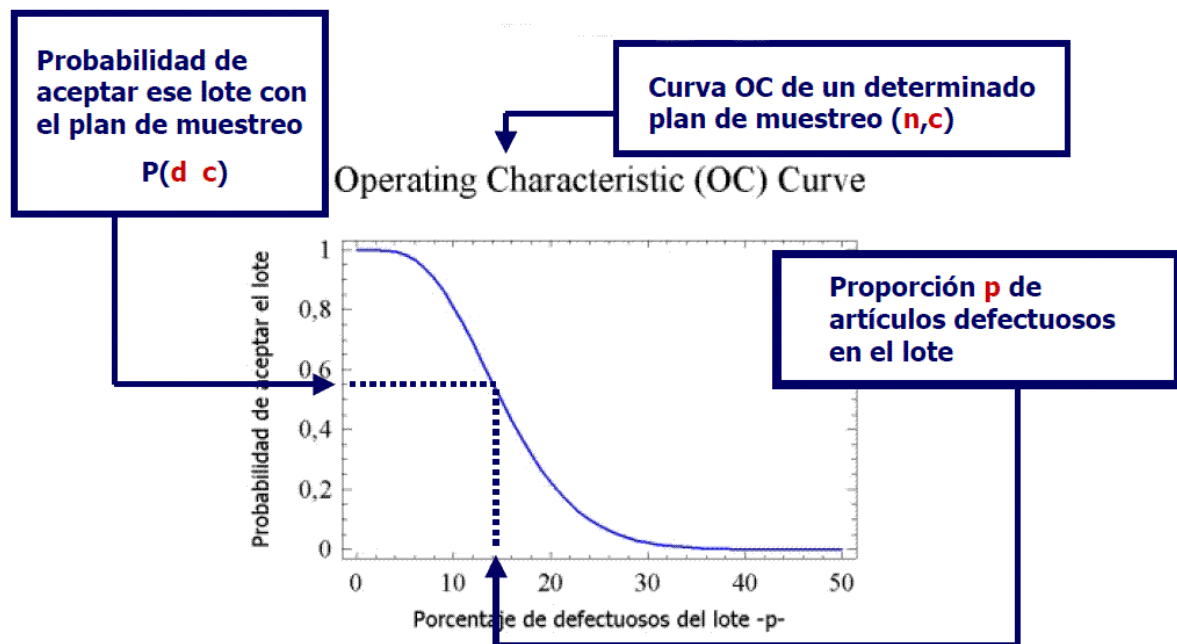 Probabilidad de
aceptar ese lote con
el plan de muestreo
P(d c)
Curva OC de un determinado
plan de muestreo (n,c)
Operating Characteristic (OC) Curve
Proporción p de
artículos defectuosos
en el lote
Probabilidad de aceptar el lote
1
0,8
0,6
0,4
0,2
0
0 10 20 30 40 50
Porcentaje de defectuosos del lote -p-